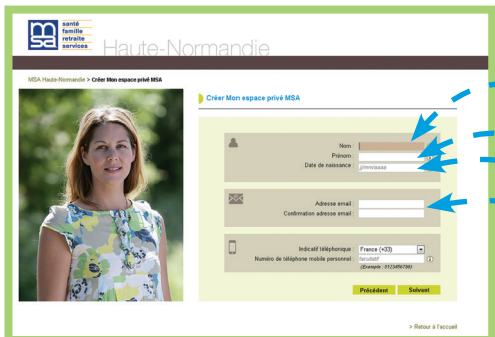 msa
santé
famille
retraite
services
Haute-Normandie
MSA Haute-Normandie > Créer Mon espace privé MSA
Créer Mon espace privé MSA
Nom :
Prénom :
Date de naissance : jj/mm/aaaa
Adresse email :
Confirmation adresse email :
Indicatif téléphonique : France (+33)
Numéro de téléphone mobile personnel : facultatif
(Exemple : 0123456789)
Précédent Suivant
> Retour à l'accueil